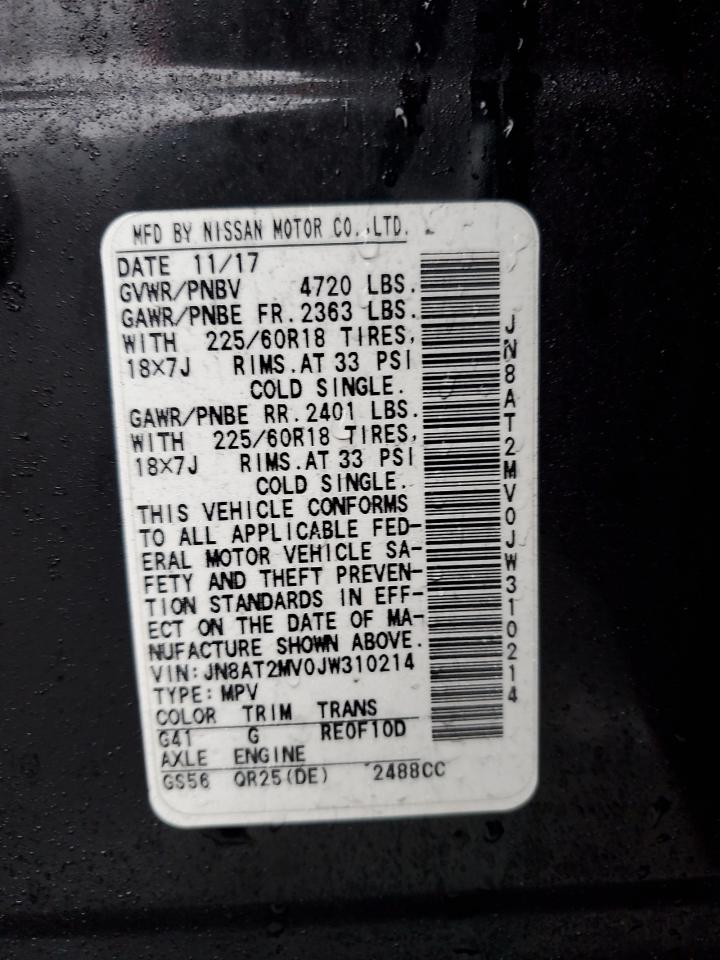 MFD BY NISSAN MOTOR CO.,LTD.
DATE 11/17
GVWR/PNBV 4720 LBS.
GAWR/PNBE FR.2363 LBS.
WITH 225/60R18 TIRES,
18×7J RIMS.AT 33 PSI
COLD SINGLE.
GAWR/PNBE RR.2401 LBS.
WITH 225/60R18 TIRES,
18×7J RIMS.AT 33 PSI
COLD SINGLE.
THIS VEHICLE CONFORMS
TO ALL APPLICABLE FED-
ERAL MOTOR VEHICLE SA-
FETY AND THEFT PREVEN-
TION STANDARDS IN EFF-
ECT ON THE DATE OF MA-
NUFACTURE SHOWN ABOVE.
VIN:JN8AT2MV0JW310214
TYPE:MPV
COLOR TRIM TRANS
G41 G RE0F10D
AXLE ENGINE
GS56 QR25(DE) 2488CC
JN8AT2MV0JW310214